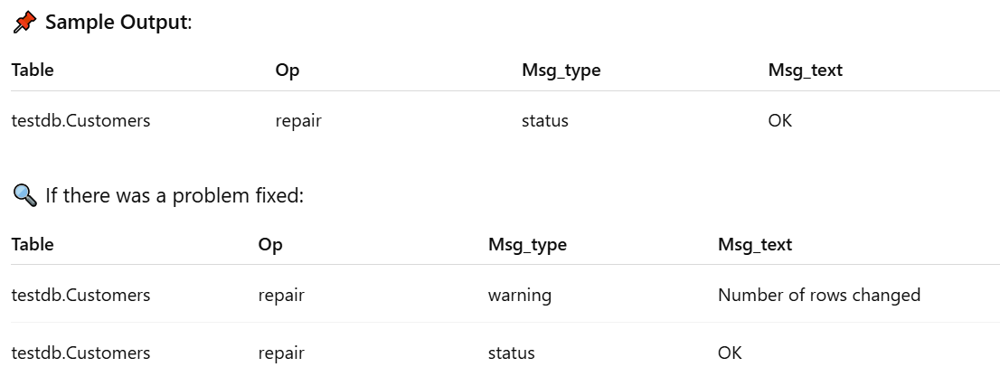 📌 Sample Output:
Table Op Msg_type Msg_text
testdb.Customers repair status OK
🔍 If there was a problem fixed:
Table Op Msg_type Msg_text
testdb.Customers repair warning Number of rows changed
testdb.Customers repair status OK